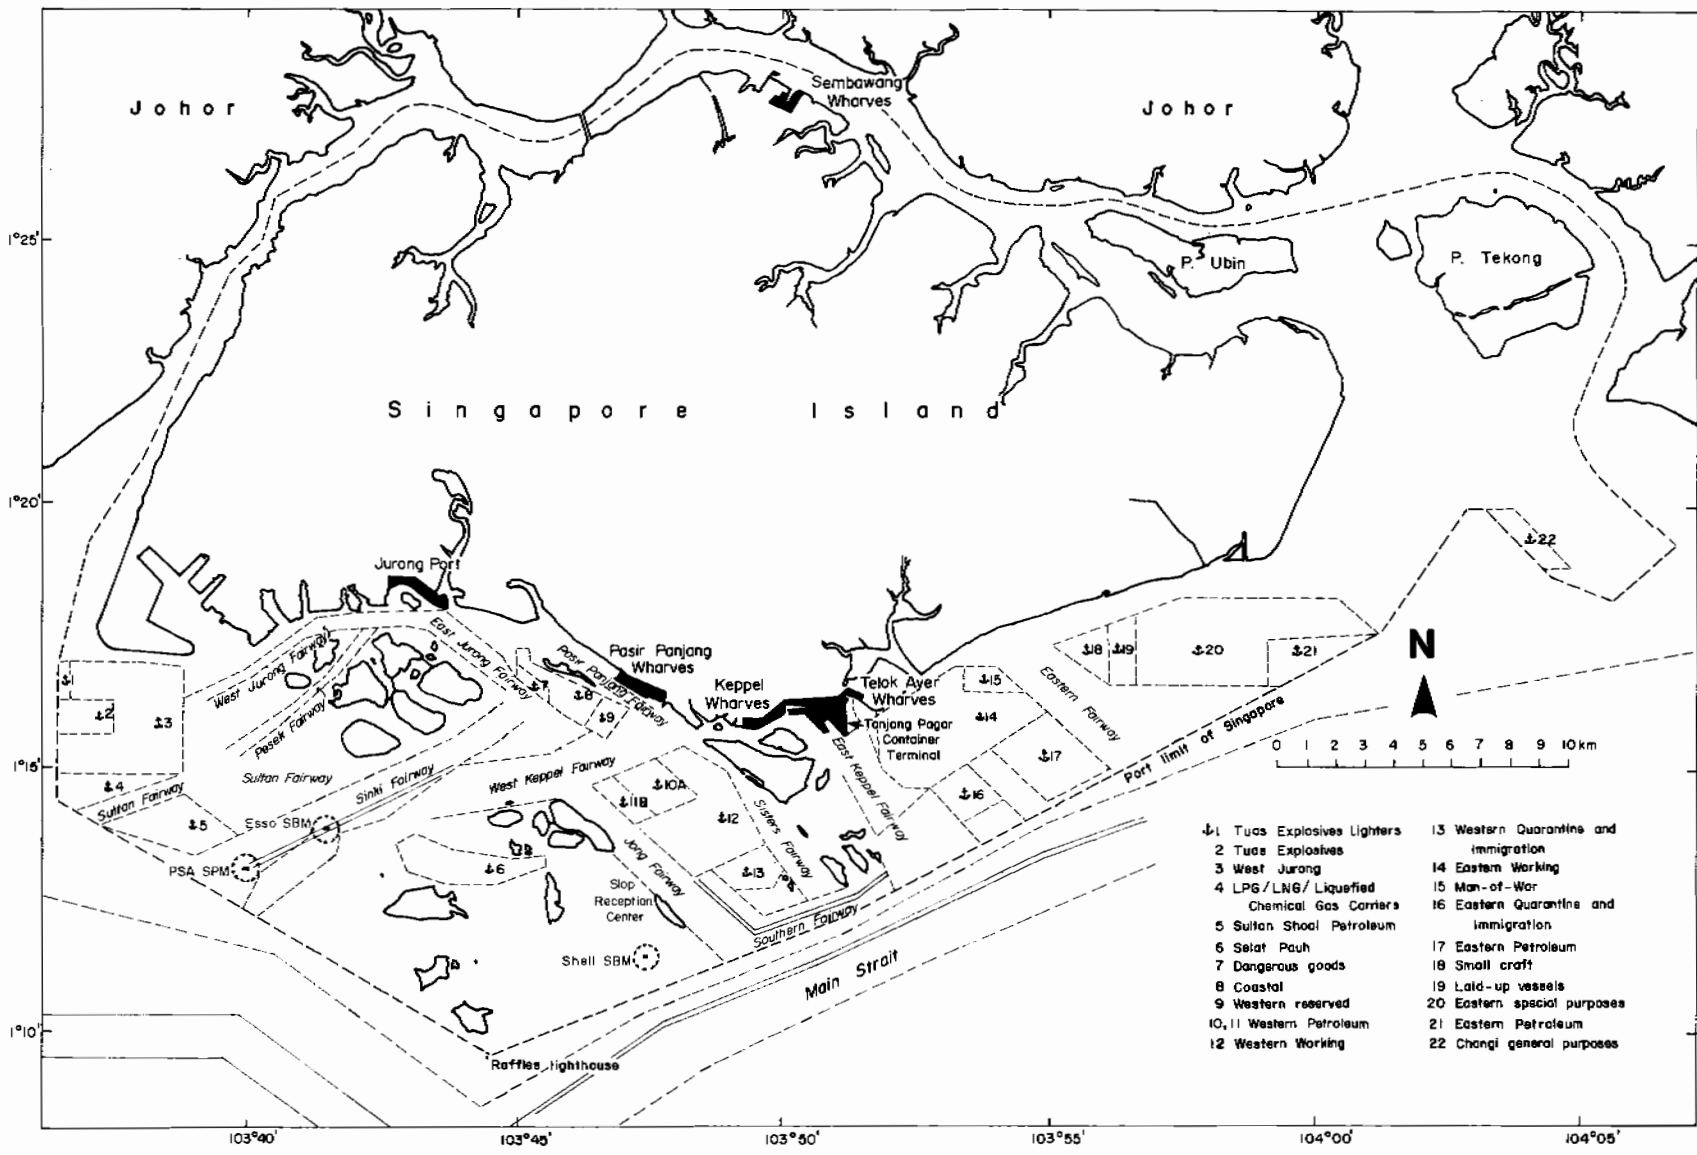 Johor
Sembawang
Wharves
Johor
1°25'
P. Ubin
P. Tekong
Singapore Island
1°20'
Jurong Port
⚓22
East Jurong Fairway
Pasir Panjang
Wharves
Pasir Panjang Fairway
West Jurong Fairway
Pesek Fairway
Keppel
Wharves
Telok Ayer
Wharves
Tanjong Pagar
Container
Terminal
Eastern Fairway
⚓18
⚓19
⚓20
⚓21
N
⚓1
⚓2
⚓3
⚓7
⚓8
⚓9
⚓15
⚓14
⚓17
⚓16
East Keppel Fairway
Port limit of Singapore
0 1 2 3 4 5 6 7 8 9 10km
1°15'
⚓4
Sultan Fairway
Sultan Fairway
Sinki Fairway
West Keppel Fairway
⚓5
Esso SBM
PSA SPM
⚓11B
⚓10A
⚓12
Sisters Fairway
⚓6
⚓13
Jong Fairway
Slop
Reception
Center
Southern Fairway
Shell SBM
Main Strait
1°10'
Raffles lighthouse
⚓1 Tuas Explosives Lighters
2 Tuas Explosives
3 West Jurong
4 LPG/LNG/Liquefied
Chemical Gas Carriers
5 Sultan Shoal Petroleum
6 Selat Pauh
7 Dangerous goods
8 Coastal
9 Western reserved
10,11 Western Petroleum
12 Western Working
13 Western Quarantine and
Immigration
14 Eastern Working
15 Man-of-War
16 Eastern Quarantine and
Immigration
17 Eastern Petroleum
18 Small craft
19 Laid-up vessels
20 Eastern special purposes
21 Eastern Petroleum
22 Changi general purposes
103°40'
103°45'
103°50'
103°55'
104°00'
104°05'